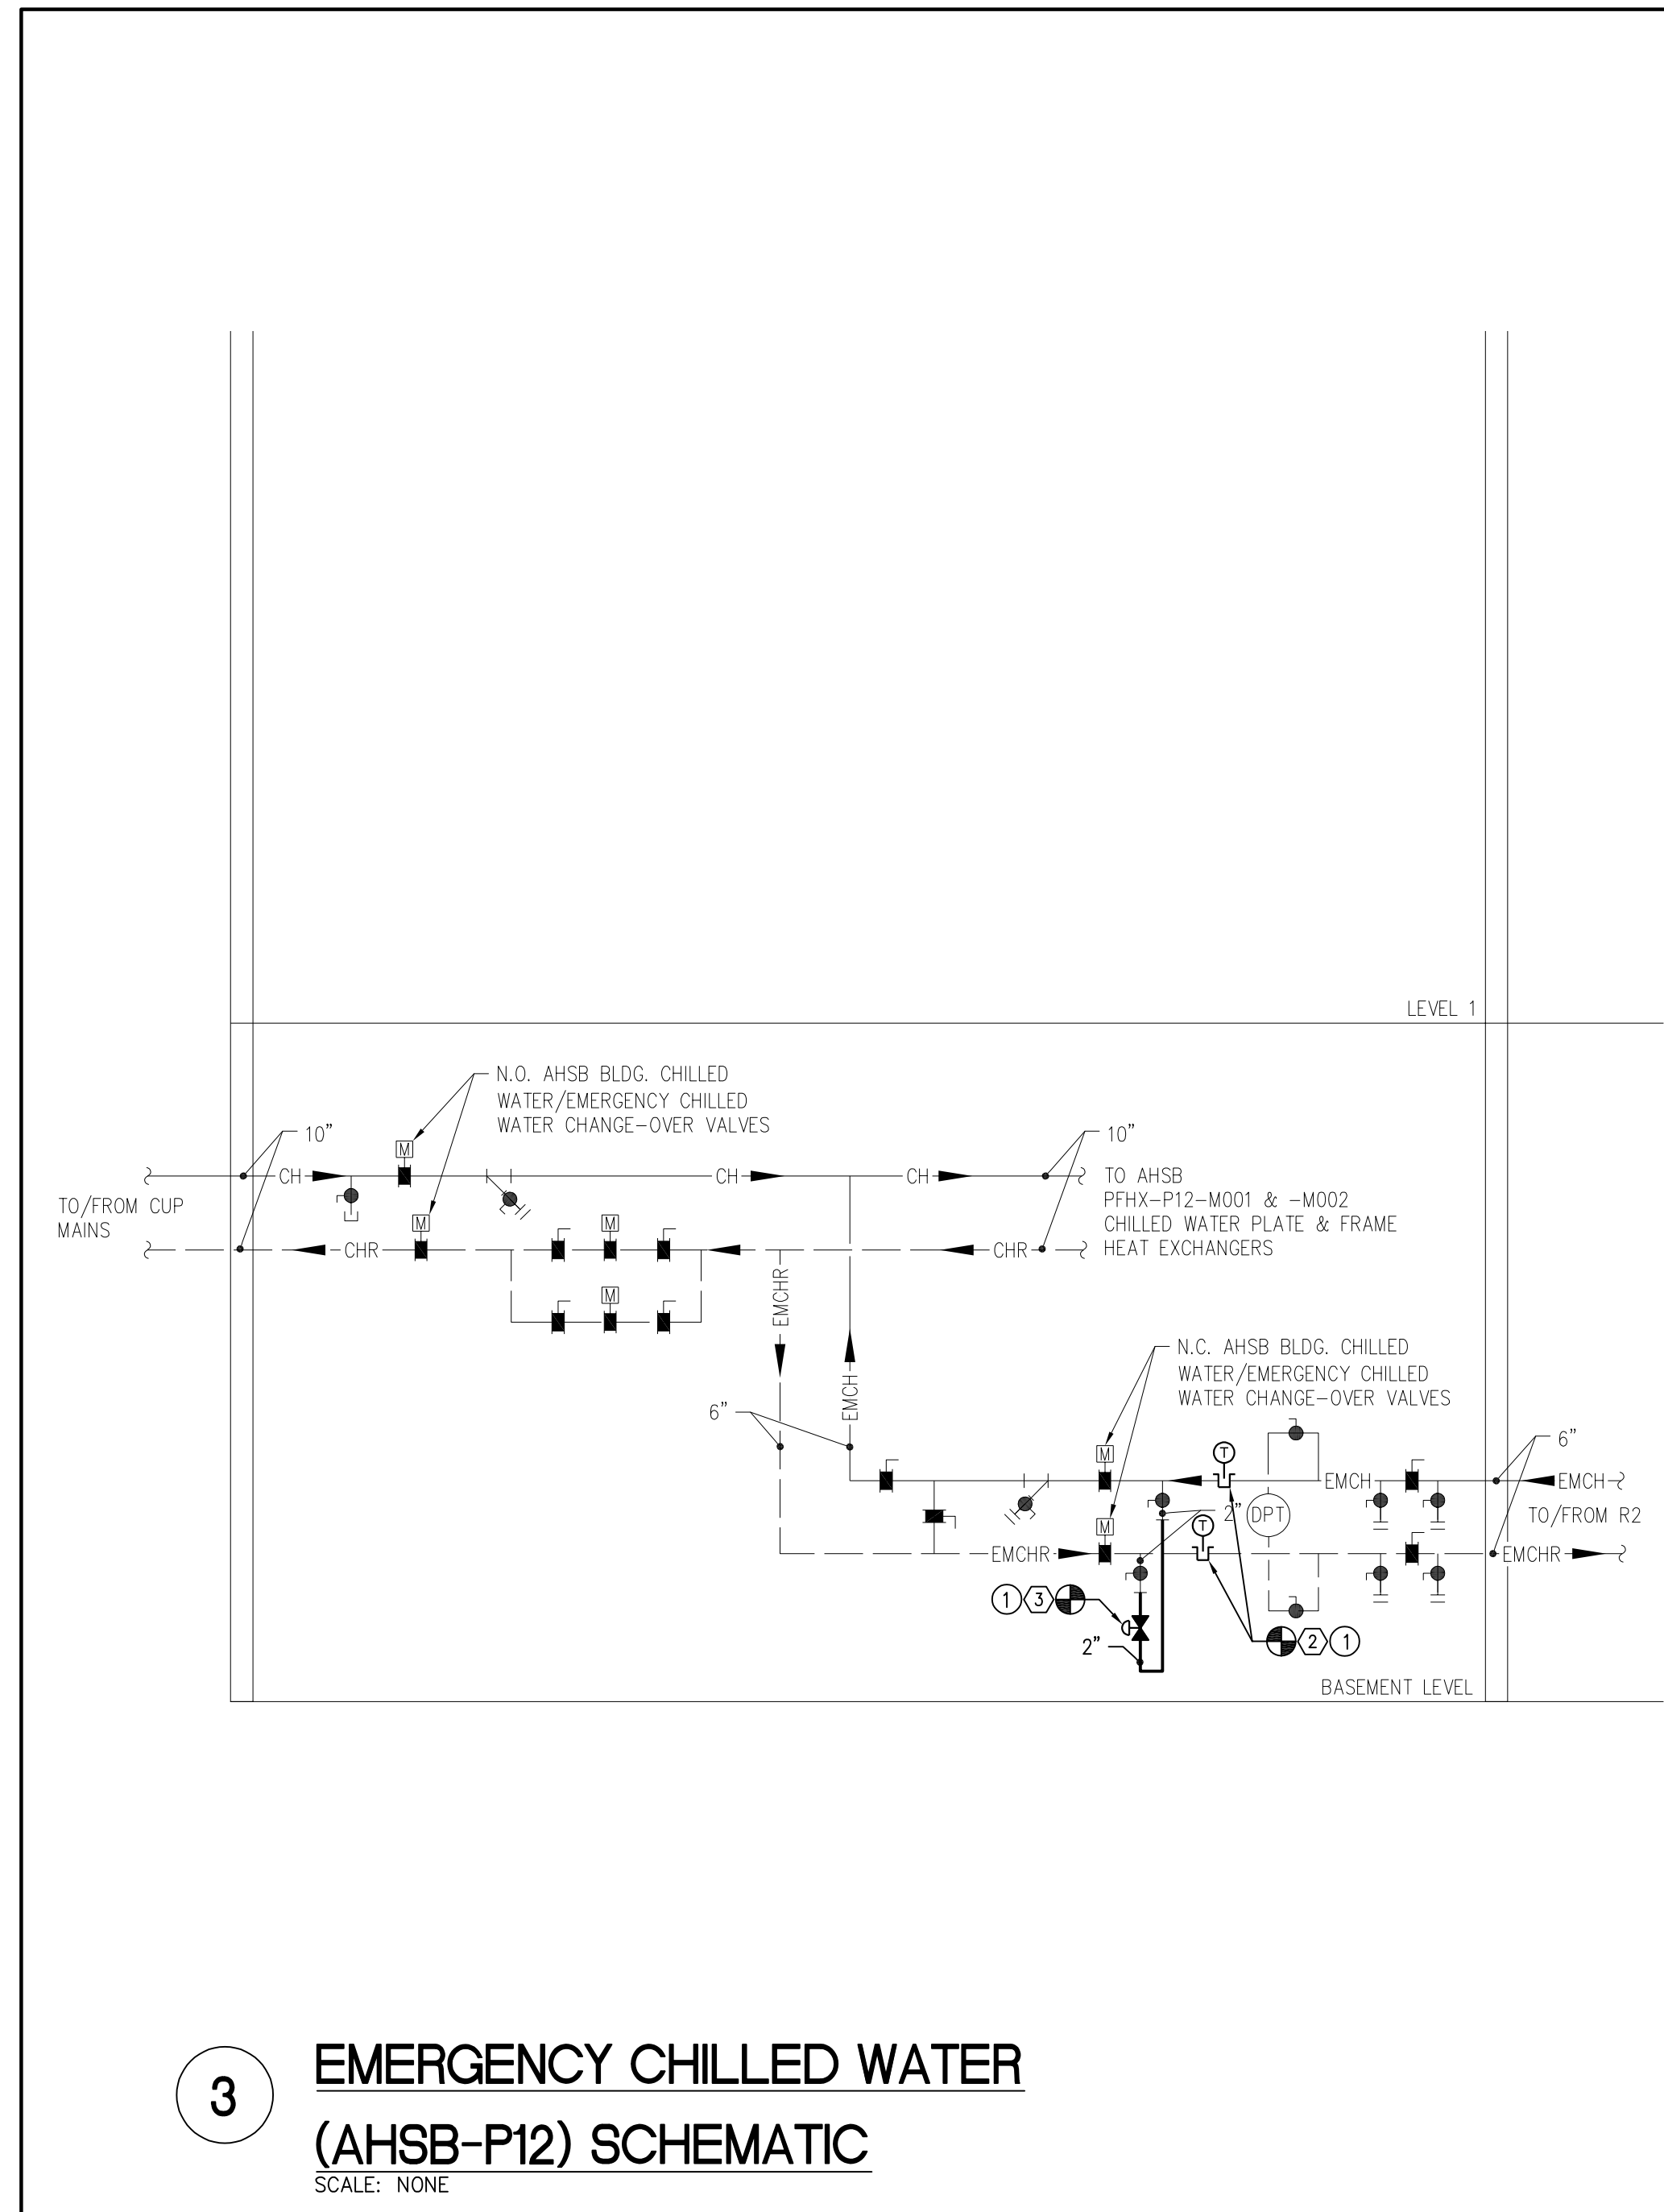 LEVEL 1
N.O. AHSB BLDG. CHILLED
WATER/EMERGENCY CHILLED
WATER CHANGE-OVER VALVES
10"
10"
M
CH
CH
CH
TO/FROM CUP
MAINS
TO AHSB
PFHX-P12-M001 & -M002
CHILLED WATER PLATE & FRAME
HEAT EXCHANGERS
M
M
CHR
CHR
M
EMCHR
EMCH
N.C. AHSB BLDG. CHILLED
WATER/EMERGENCY CHILLED
WATER CHANGE-OVER VALVES
6"
6"
M
T
EMCH
EMCH
2"
DPT
TO/FROM R2
M
T
EMCHR
EMCHR
1
3
2"
2
1
BASEMENT LEVEL
3
EMERGENCY CHILLED WATER
(AHSB-P12) SCHEMATIC
SCALE: NONE